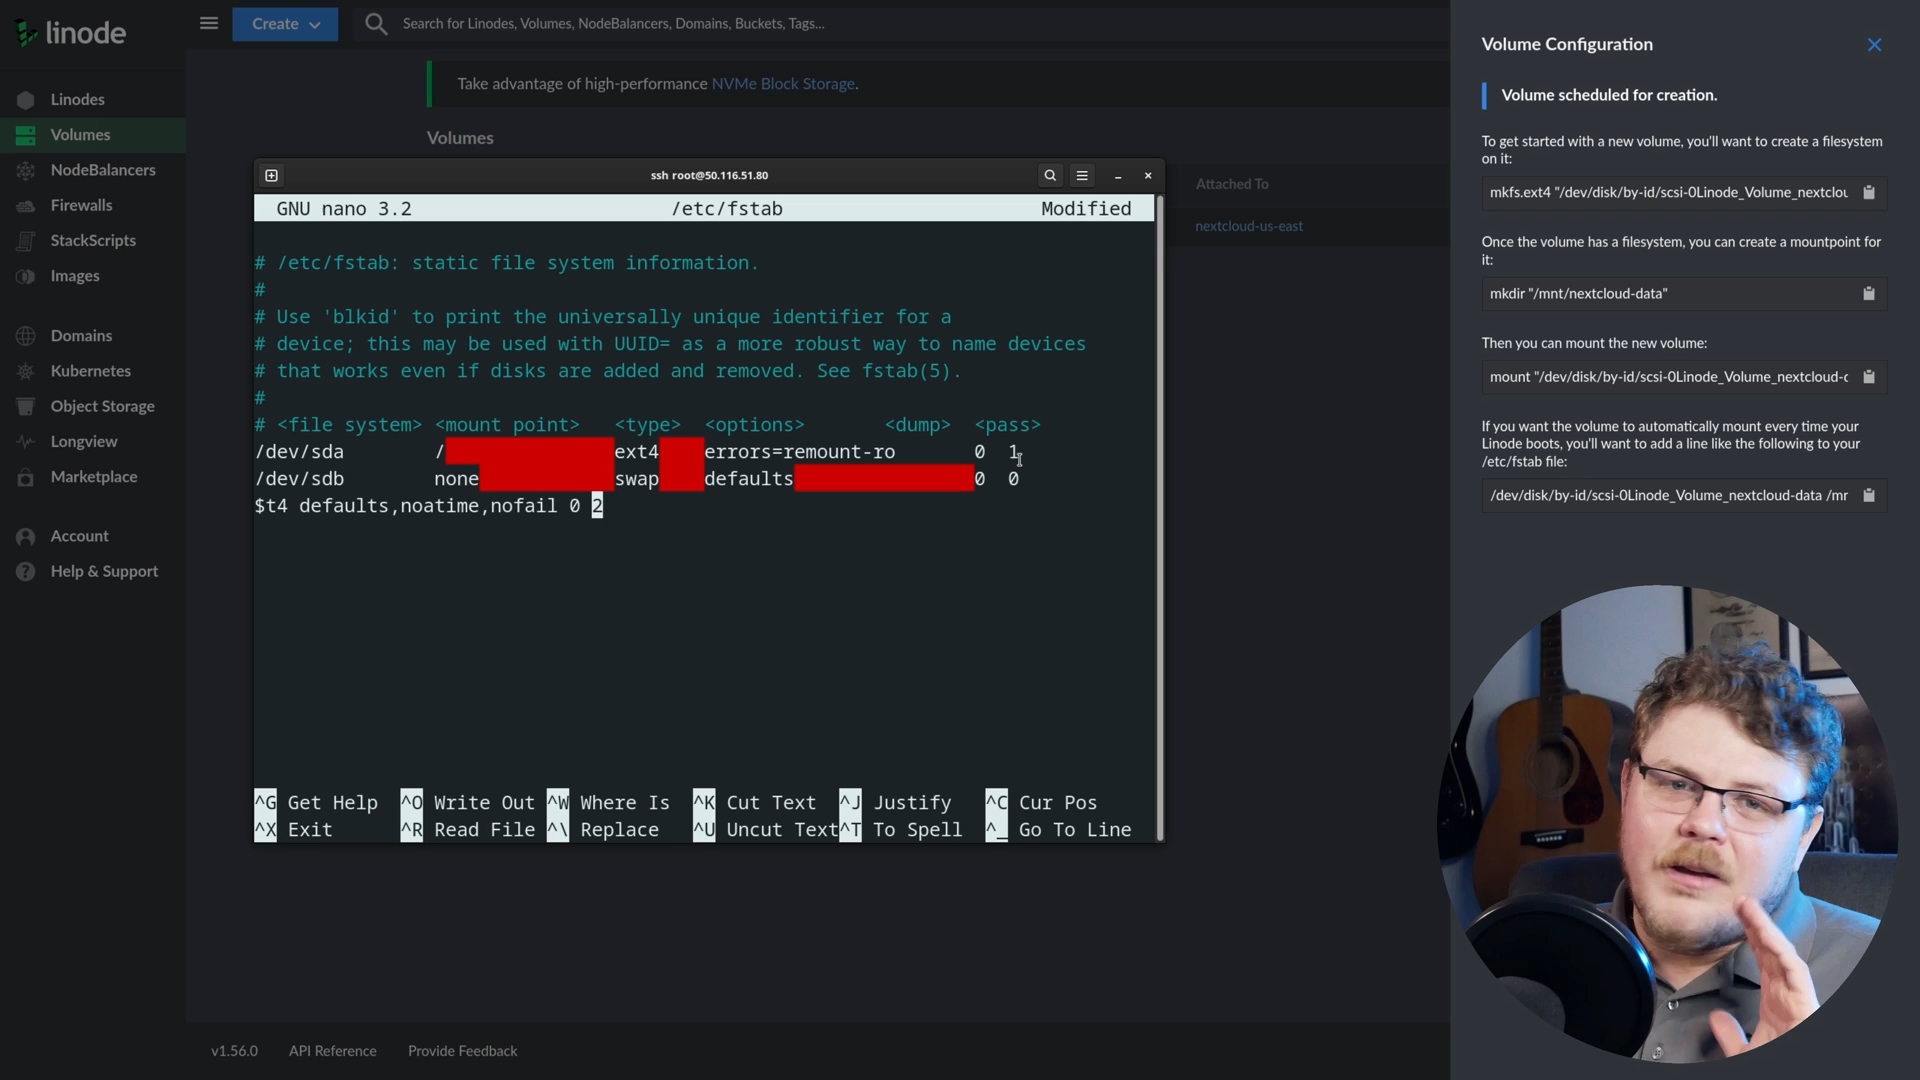 linode
Create
Search for Linodes, Volumes, NodeBalancers, Domains, Buckets, Tags...
Linodes
Volumes
NodeBalancers
Firewalls
StackScripts
Images
Domains
Kubernetes
Object Storage
Longview
Marketplace
Account
Help & Support
Take advantage of high-performance NVMe Block Storage.
Volumes
Attached To
nextcloud-us-east
ssh root@50.116.51.80
GNU nano 3.2 /etc/fstab Modified
# /etc/fstab: static file system information.
#
# Use 'blkid' to print the universally unique identifier for a
# device; this may be used with UUID= as a more robust way to name devices
# that works even if disks are added and removed. See fstab(5).
#
# <file system> <mount point> <type> <options> <dump> <pass>
/dev/sda / ext4 errors=remount-ro 0 1
/dev/sdb none swap defaults 0 0
$t4 defaults,noatime,nofail 0 2
^G Get Help ^O Write Out ^W Where Is ^K Cut Text ^J Justify ^C Cur Pos
^X Exit ^R Read File ^\ Replace ^U Uncut Text ^T To Spell ^_ Go To Line
v1.56.0 API Reference Provide Feedback
Volume Configuration
Volume scheduled for creation.
To get started with a new volume, you'll want to create a filesystem
on it:
mkfs.ext4 "/dev/disk/by-id/scsi-0Linode_Volume_nextclou
Once the volume has a filesystem, you can create a mountpoint for
it:
mkdir "/mnt/nextcloud-data"
Then you can mount the new volume:
mount "/dev/disk/by-id/scsi-0Linode_Volume_nextcloud-
If you want the volume to automatically mount every time your
Linode boots, you'll want to add a line like the following to your
/etc/fstab file:
/dev/disk/by-id/scsi-0Linode_Volume_nextcloud-data /mr